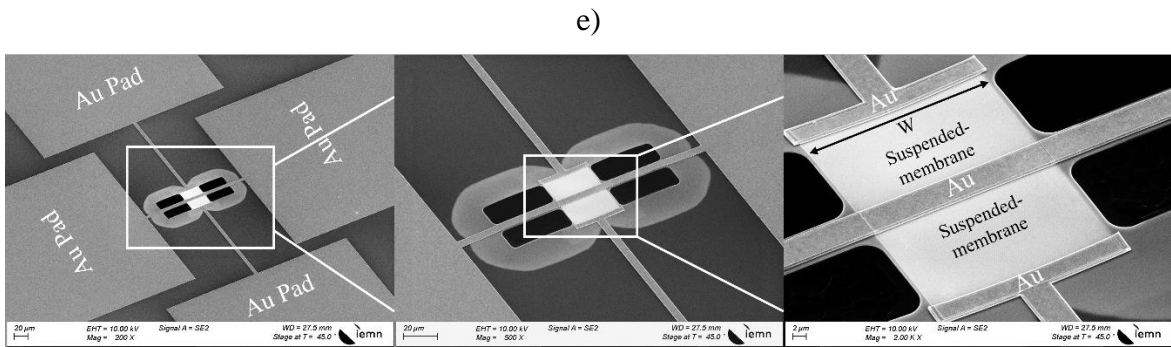 e)
Au Pad
Au Pad
Au Pad
Au Pad
20 µm
EHT = 10.00 kV
Mag = 200 X
Signal A = SE2
WD = 27.5 mm
Stage at T = 45.0 °
iemn
20 µm
EHT = 10.00 kV
Mag = 500 X
Signal A = SE2
WD = 27.5 mm
Stage at T = 45.0 °
iemn
Au
W
Suspended-
membrane
Au
Suspended-
membrane
Au
2 µm
EHT = 10.00 kV
Mag = 2.00 K X
Signal A = SE2
WD = 27.5 mm
Stage at T = 45.0 °
iemn